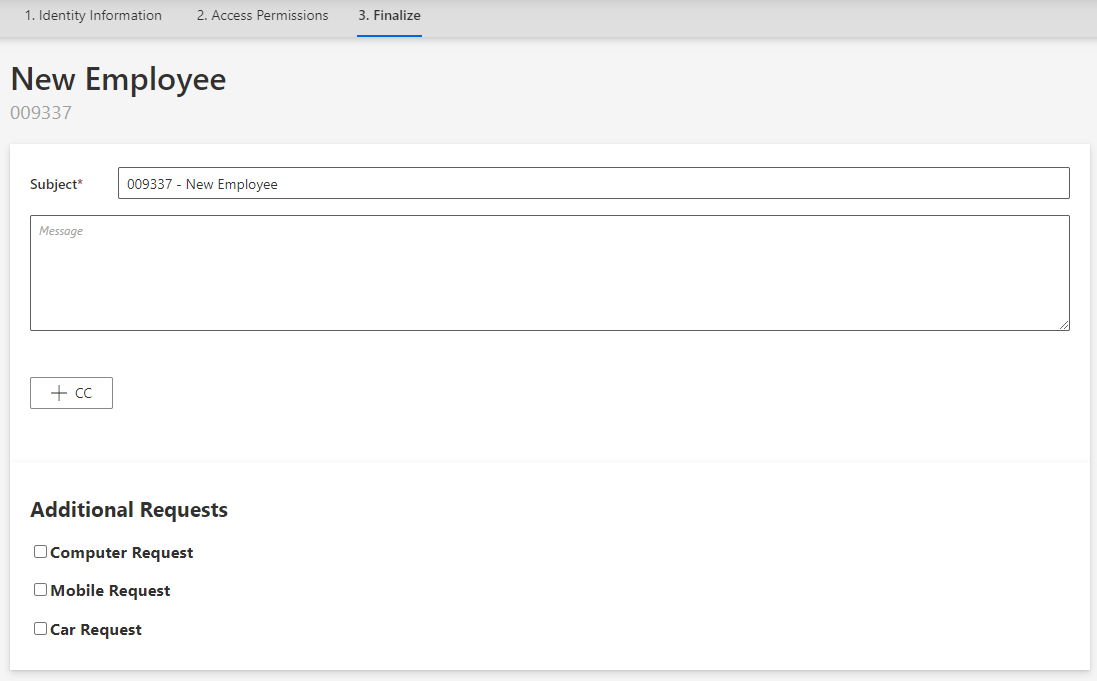 1. Identity Information 2. Access Permissions 3. Finalize
New Employee
009337
Subject* 009337 - New Employee
Message
CC
Additional Requests
Computer Request
Mobile Request
Car Request